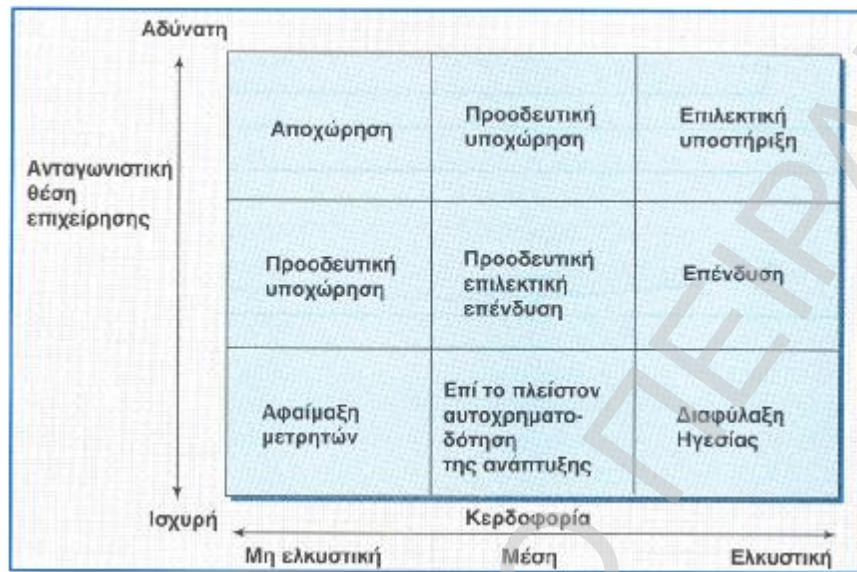 Αδύνατη
Ανταγωνιστική
θέση
επιχείρησης
Αποχώρηση
Προοδευτική
υποχώρηση
Επιλεκτική
υποστήριξη
Προοδευτική
υποχώρηση
Προοδευτική
επιλεκτική
επένδυση
Επένδυση
Αφαίμαξη
μετρητών
Επί το πλείστον
αυτοχρηματο-
δότηση
της ανάπτυξης
Διαφύλαξη
Ηγεσίας
Ισχυρή
Κερδοφορία
Μη ελκυστική
Μέση
Ελκυστική